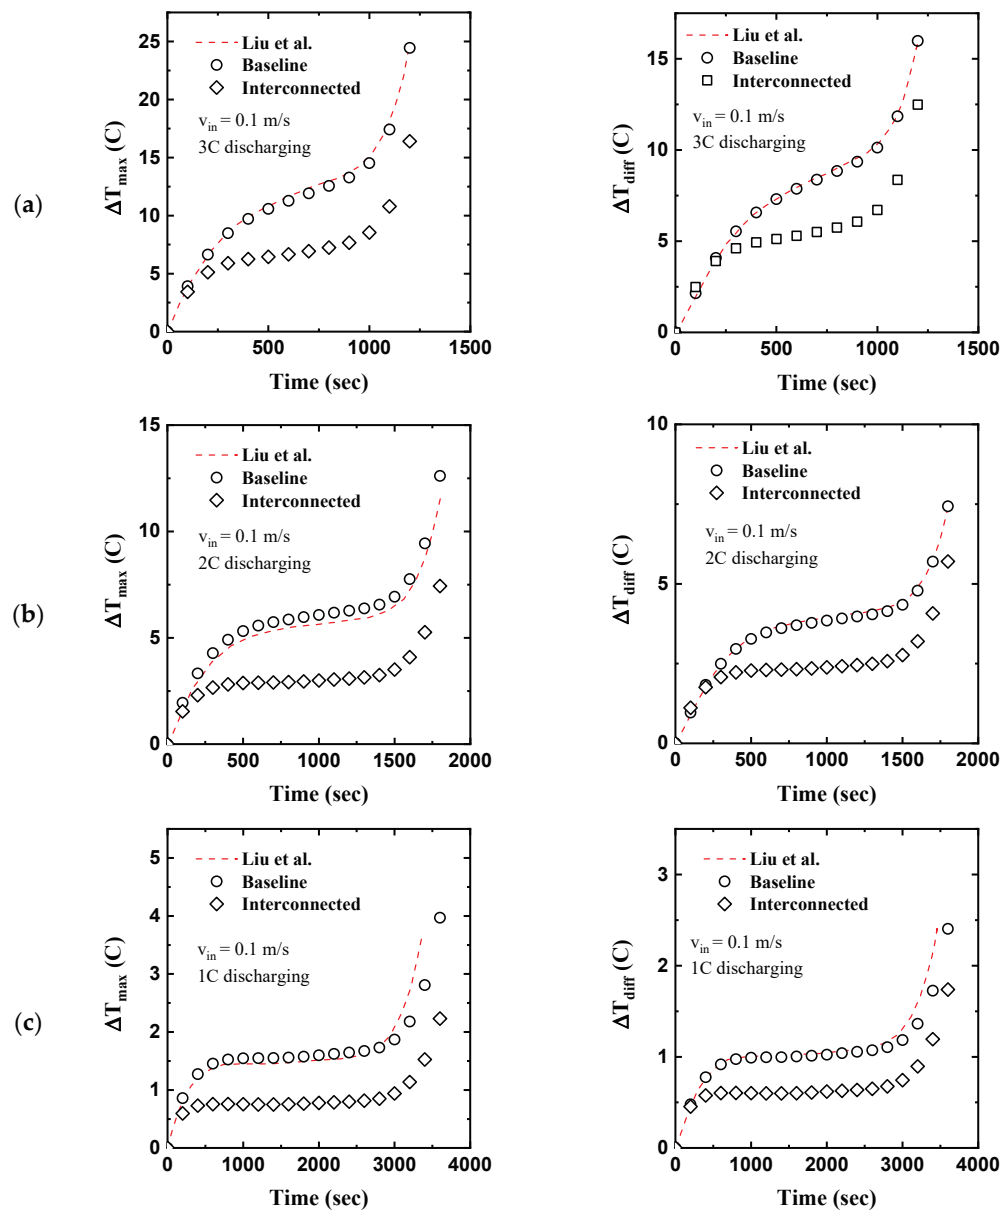 (a)
25
20
15
10
5
0
ΔTmax (C)
Liu et al.
Baseline
Interconnected
vin = 0.1 m/s
3C discharging
0 500 1000 1500
Time (sec)
15
10
5
0
ΔTdiff (C)
Liu et al.
Baseline
Interconnected
vin = 0.1 m/s
3C discharging
0 500 1000 1500
Time (sec)
(b)
15
10
5
0
ΔTmax (C)
Liu et al.
Baseline
Interconnected
vin = 0.1 m/s
2C discharging
0 500 1000 1500 2000
Time (sec)
10
5
0
ΔTdiff (C)
Liu et al.
Baseline
Interconnected
vin = 0.1 m/s
2C discharging
0 500 1000 1500 2000
Time (sec)
(c)
5
4
3
2
1
0
ΔTmax (C)
Liu et al.
Baseline
Interconnected
vin = 0.1 m/s
1C discharging
0 1000 2000 3000 4000
Time (sec)
3
2
1
0
ΔTdiff (C)
Liu et al.
Baseline
Interconnected
vin = 0.1 m/s
1C discharging
0 1000 2000 3000 4000
Time (sec)